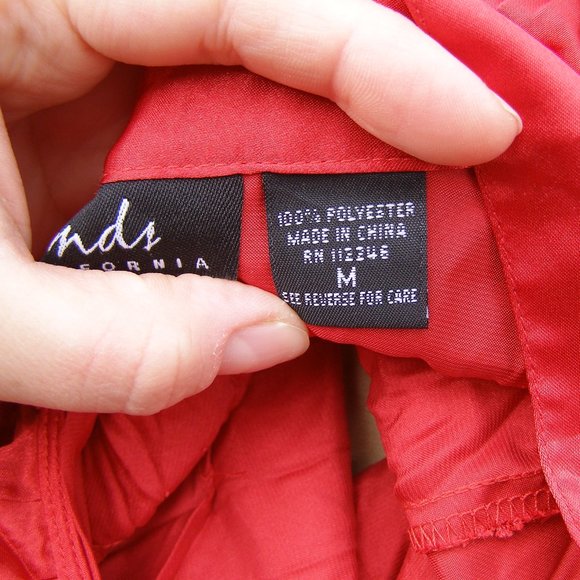 nds
FORNIA
100% POLYESTER
MADE IN CHINA
RN 112246
M
SEE REVERSE FOR CARE